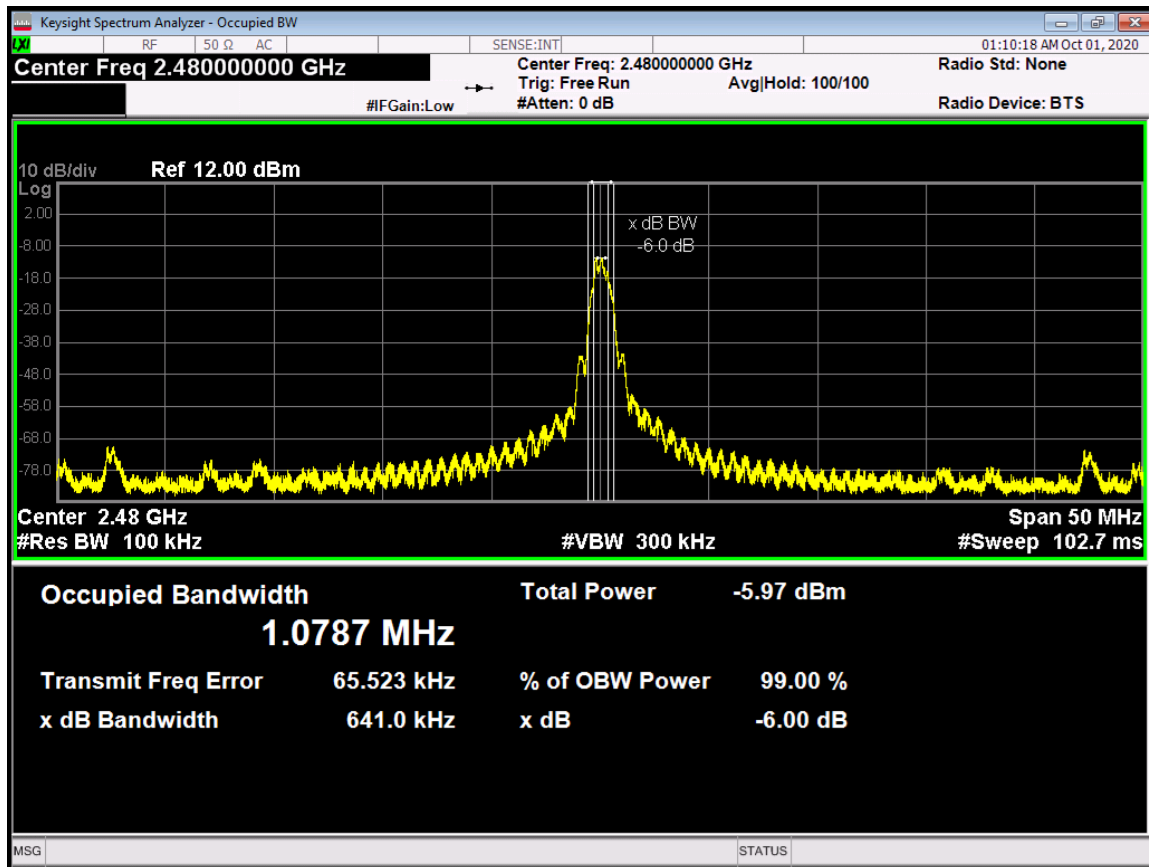 Keysight Spectrum Analyzer - Occupied BW
LXI RF 50 Ω AC SENSE:INT 01:10:18 AM Oct 01, 2020
Center Freq 2.480000000 GHz Center Freq: 2.480000000 GHz Radio Std: None
Trig: Free Run Avg|Hold: 100/100
#IFGain:Low #Atten: 0 dB Radio Device: BTS
10 dB/div Ref 12.00 dBm
Log
2.00
x dB BW
-8.00 -6.0 dB
-18.0
-28.0
-38.0
-48.0
-58.0
-68.0
-78.0
Center 2.48 GHz Span 50 MHz
#Res BW 100 kHz #VBW 300 kHz #Sweep 102.7 ms
Occupied Bandwidth Total Power -5.97 dBm
1.0787 MHz
Transmit Freq Error 65.523 kHz % of OBW Power 99.00 %
x dB Bandwidth 641.0 kHz x dB -6.00 dB
MSG STATUS